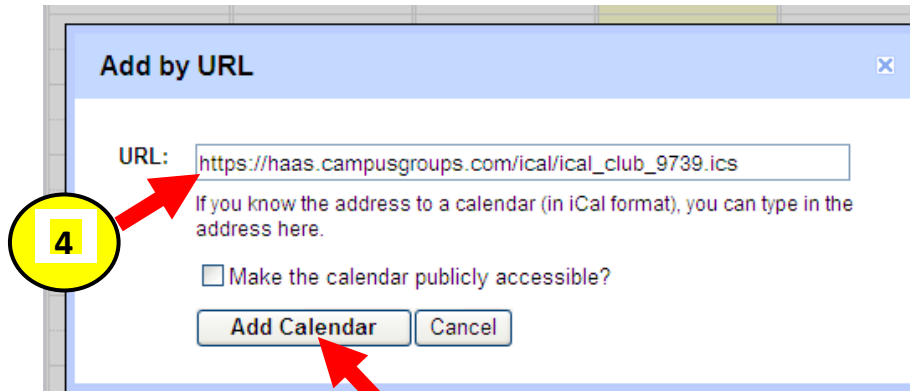 Add by URL
URL: https://haas.campusgroups.com/ical/ical_club_9739.ics
If you know the address to a calendar (in iCal format), you can type in the
address here.
4
Make the calendar publicly accessible?
Add Calendar Cancel